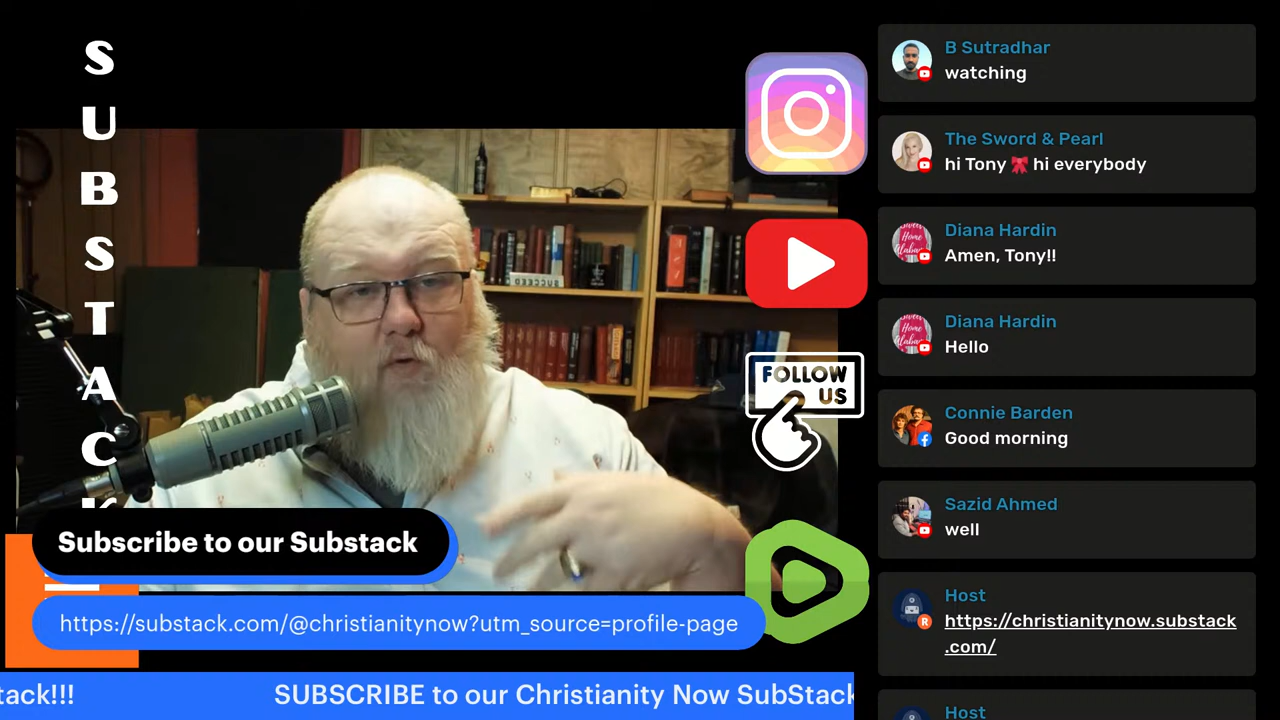 SUBSTACK
FOLLOW
US
SUCCEED
Subscribe to our Substack
https://substack.com/@christianitynow?utm_source=profile-page
tack!!!
SUBSCRIBE to our Christianity Now SubStack
B Sutradhar
watching
The Sword & Pearl
hi Tony 🎀 hi everybody
Diana Hardin
Amen, Tony!!
Diana Hardin
Hello
Connie Barden
Good morning
Sazid Ahmed
well
Host
https://christianitynow.substack
.com/
Host